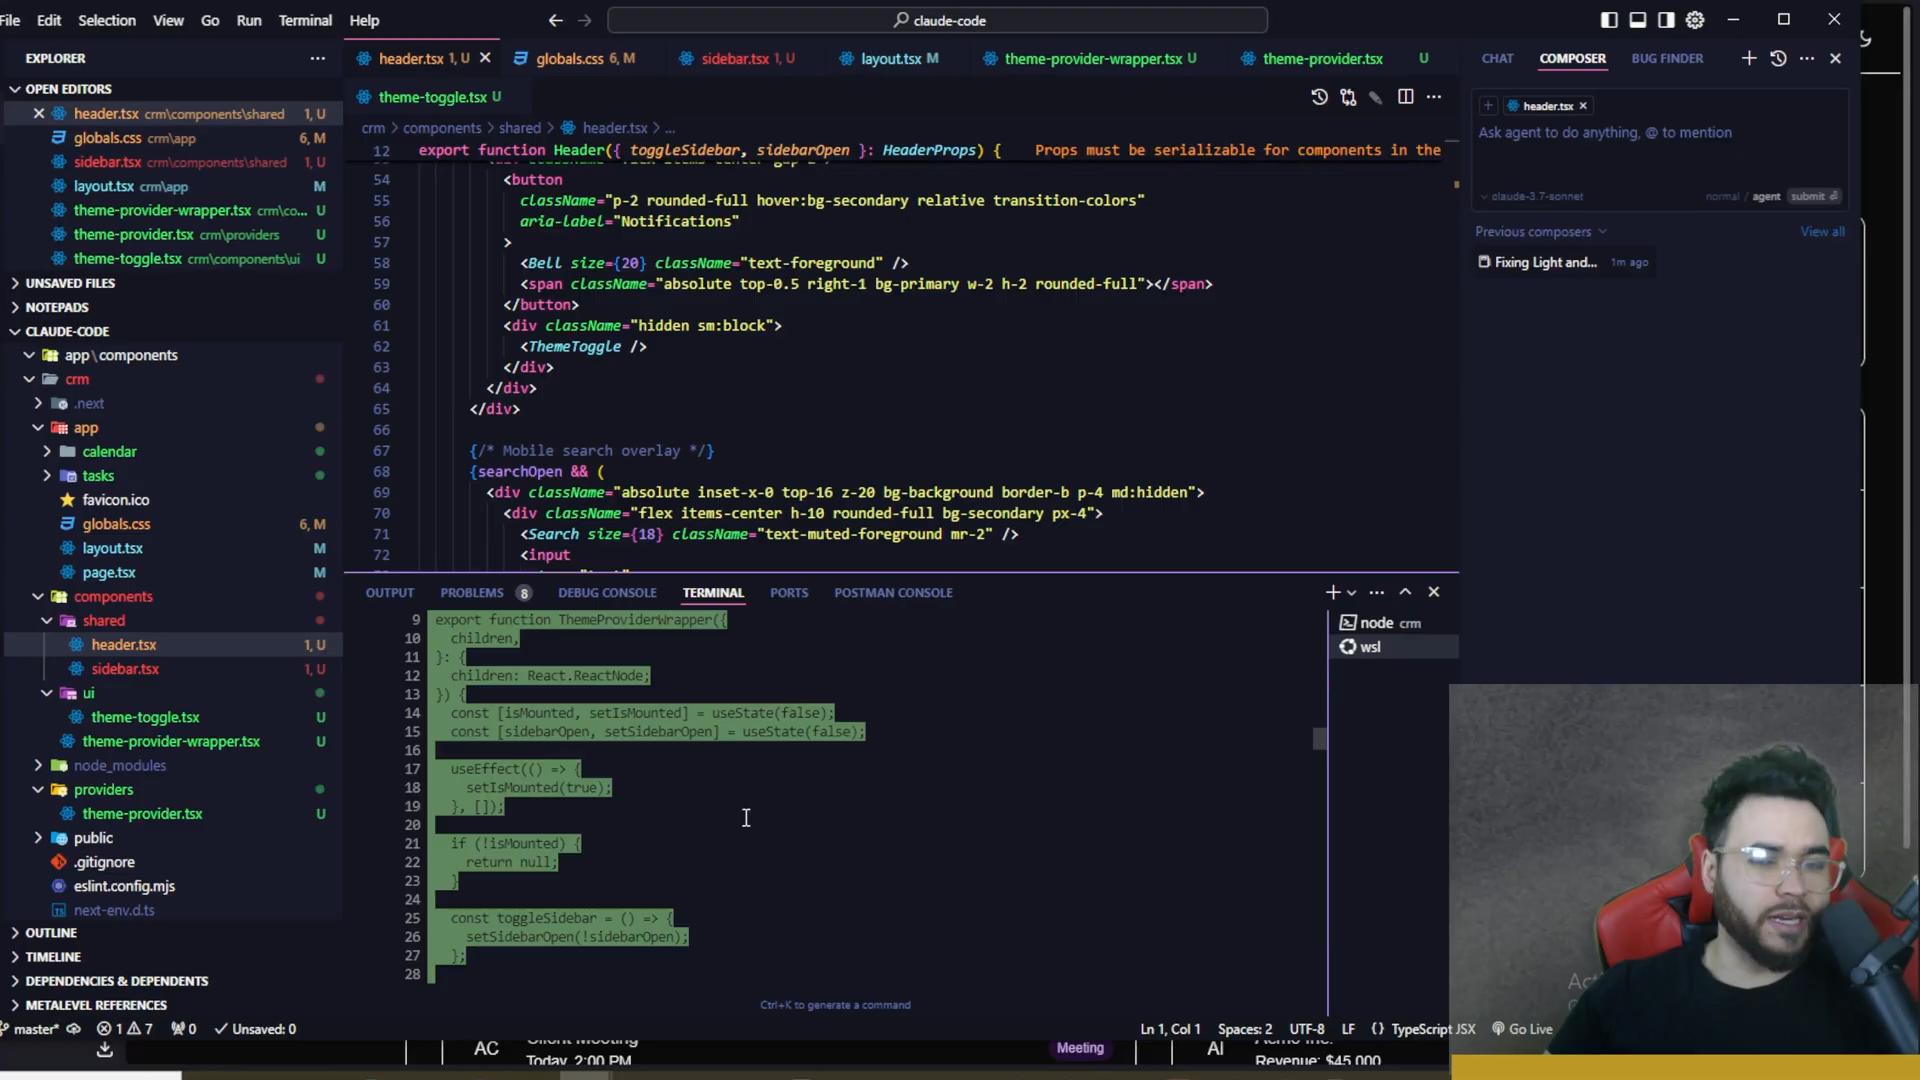 File Edit Selection View Go Run Terminal Help
claude-code
EXPLORER
OPEN EDITORS
header.tsx crm\components\shared 1, U
globals.css crm\app 6, M
sidebar.tsx crm\components\shared 1, U
layout.tsx crm\app M
theme-provider-wrapper.tsx crm\co... U
theme-provider.tsx crm\providers U
theme-toggle.tsx crm\components\ui U
UNSAVED FILES
NOTEPADS
CLAUDE-CODE
app\components
crm
.next
app
calendar
tasks
favicon.ico
globals.css 6, M
layout.tsx M
page.tsx M
components
shared
header.tsx 1, U
sidebar.tsx 1, U
ui
theme-toggle.tsx U
theme-provider-wrapper.tsx U
node_modules
providers
theme-provider.tsx U
public
.gitignore
eslint.config.mjs
next-env.d.ts
OUTLINE
TIMELINE
DEPENDENCIES & DEPENDENTS
METALEVEL REFERENCES
header.tsx 1, U globals.css 6, M sidebar.tsx 1, U layout.tsx M theme-provider-wrapper.tsx U theme-provider.tsx U
theme-toggle.tsx U
crm > components > shared > header.tsx > ...
12 export function Header({ toggleSidebar, sidebarOpen }: HeaderProps) { Props must be serializable for components in the
54 <button
55 className="p-2 rounded-full hover:bg-secondary relative transition-colors"
56 aria-label="Notifications"
57 >
58 <Bell size={20} className="text-foreground" />
59 <span className="absolute top-0.5 right-1 bg-primary w-2 h-2 rounded-full"></span>
60 </button>
61 <div className="hidden sm:block">
62 <ThemeToggle />
63 </div>
64 </div>
65 </div>
66
67 {/* Mobile search overlay */}
68 {searchOpen && (
69 <div className="absolute inset-x-0 top-16 z-20 bg-background border-b p-4 md:hidden">
70 <div className="flex items-center h-10 rounded-full bg-secondary px-4">
71 <Search size={18} className="text-muted-foreground mr-2" />
72 <input
OUTPUT PROBLEMS 8 DEBUG CONSOLE TERMINAL PORTS POSTMAN CONSOLE
9 export function ThemeProviderWrapper({
10 children,
11 }: {
12 children: React.ReactNode;
13 }) {
14 const [isMounted, setIsMounted] = useState(false);
15 const [sidebarOpen, setSidebarOpen] = useState(false);
16
17 useEffect(() => {
18 setIsMounted(true);
19 }, []);
20
21 if (!isMounted) {
22 return null;
23 }
24
25 const toggleSidebar = () => {
26 setSidebarOpen(!sidebarOpen);
27 };
28
Ctrl+K to generate a command
node crm
wsl
CHAT COMPOSER BUG FINDER
header.tsx
Ask agent to do anything, @ to mention
claude-3.7-sonnet normal / agent submit
Previous composers View all
Fixing Light and... 1m ago
master* 1 7 0 Unsaved: 0 Ln 1, Col 1 Spaces: 2 UTF-8 LF {} TypeScript JSX Go Live
AC Client Meeting Meeting AI Acme Inc.
Today, 2:00 PM Revenue: $45,000